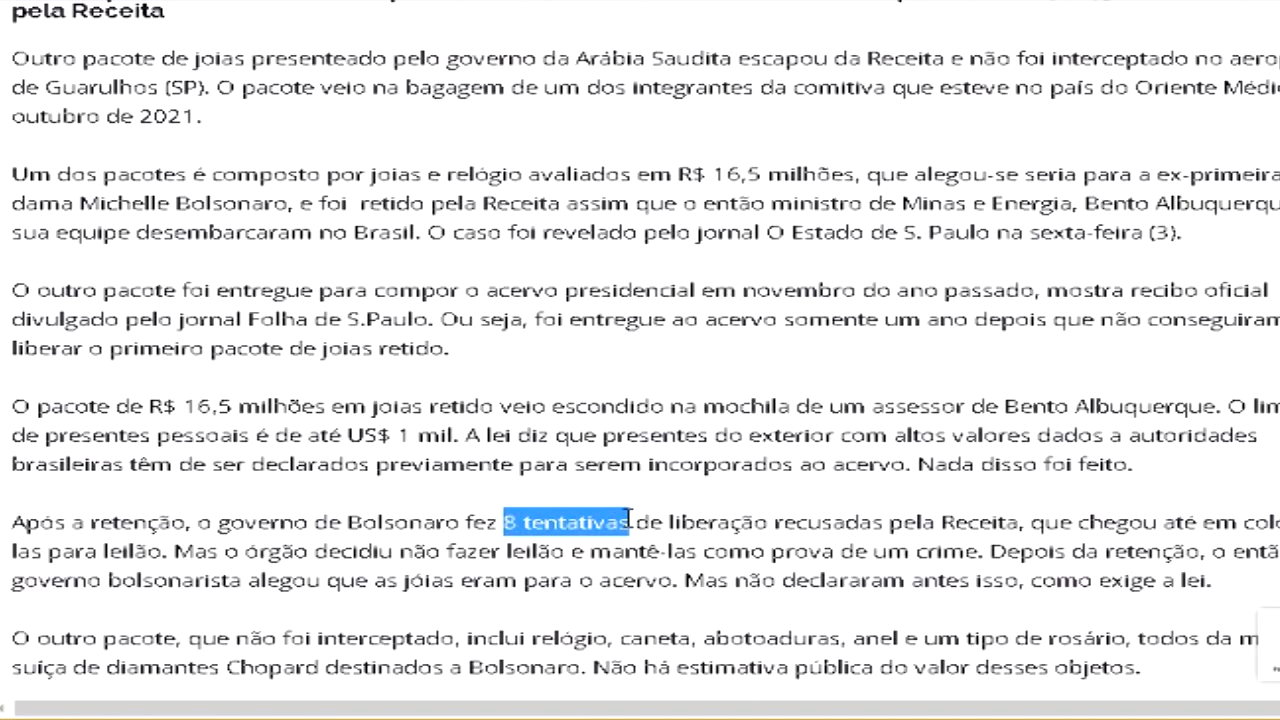 pela Receita
Outro pacote de joias presenteado pelo governo da Arábia Saudita escapou da Receita e não foi interceptado no
de Guarulhos (SP). O pacote veio na bagagem de um dos integrantes da comitiva que esteve no país do Oriente
outubro de 2021.
Um dos pacotes é composto por joias e relógio avaliados em R$ 16,5 milhões, que alegou-se seria para a ex-primeira
dama Michelle Bolsonaro, e foi retido pela Receita assim que o então ministro de Minas e Energia, Bento
sua equipe desembarcaram no Brasil. O caso foi revelado pelo jornal O Estado de S. Paulo na sexta-feira (3).
O outro pacote foi entregue para compor o acervo presidencial em novembro do ano passado, mostra recibo oficial
divulgado pelo jornal Folha de S.Paulo. Ou seja, foi entregue ao acervo somente um ano depois que não conseguiram
liberar o primeiro pacote de joias retido.
O pacote de R$ 16,5 milhões em joias retido veio escondido na mochila de um assessor de Bento Albuquerque. O
de presentes pessoais é de até US$ 1 mil. A lei diz que presentes do exterior com altos valores dados a autoridades
brasileiras têm de ser declarados previamente para serem incorporados ao acervo. Nada disso foi feito.
Após a retenção, o governo de Bolsonaro fez 8 tentativas de liberação recusadas pela Receita, que chegou até em
las para leilão. Mas o órgão decidiu não fazer leilão e mantê-las como prova de um crime. Depois da retenção, o
governo bolsonarista alegou que as jóias eram para o acervo. Mas não declararam antes isso, como exige a lei.
O outro pacote, que não foi interceptado, inclui relógio, caneta, abotoaduras, anel e um tipo de rosário, todos da
suíça de diamantes Chopard destinados a Bolsonaro. Não há estimativa pública do valor desses objetos.